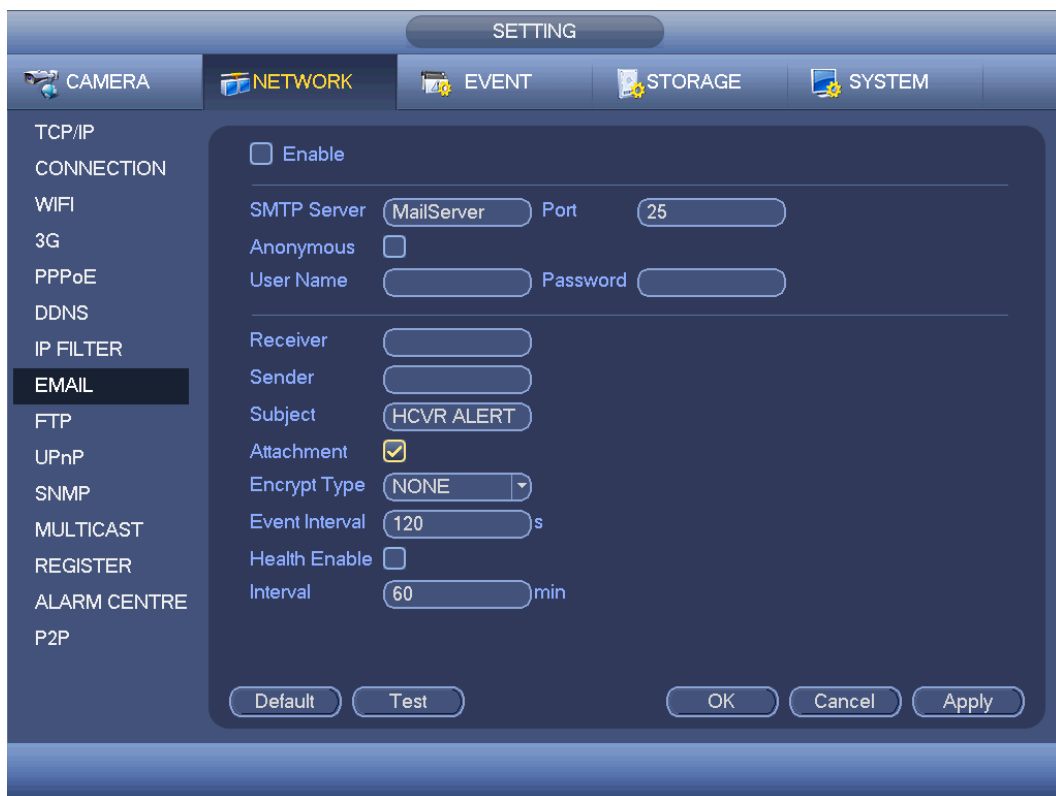 SETTING
CAMERA NETWORK EVENT STORAGE SYSTEM
TCP/IP
CONNECTION
WIFI
3G
PPPoE
DDNS
IP FILTER
EMAIL
FTP
UPnP
SNMP
MULTICAST
REGISTER
ALARM CENTRE
P2P
Enable
SMTP Server MailServer Port 25
Anonymous
User Name Password
Receiver
Sender
Subject HCVR ALERT
Attachment
Encrypt Type NONE
Event Interval 120 s
Health Enable
Interval 60 min
Default Test OK Cancel Apply